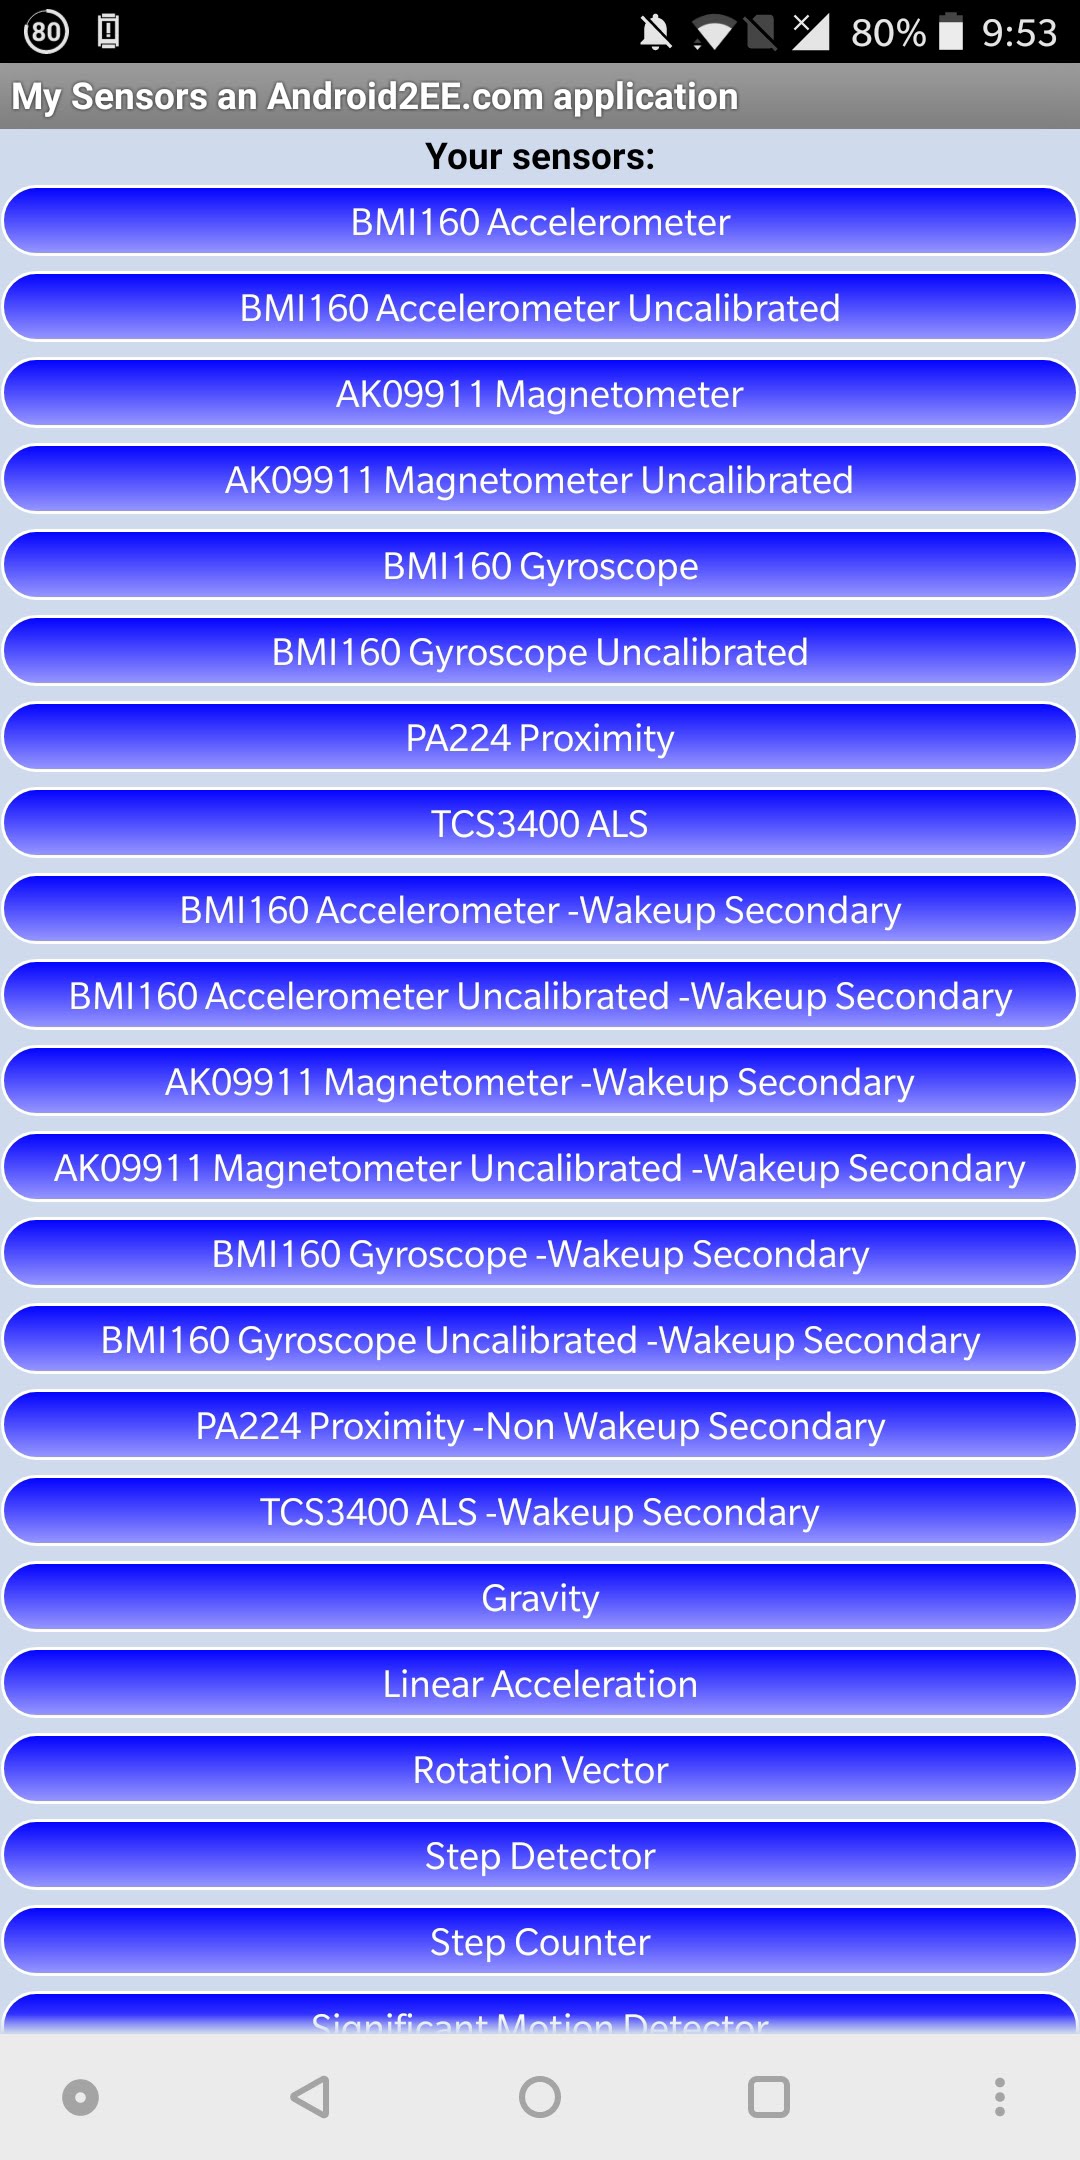 80
80% 9:53
My Sensors an Android2EE.com application
Your sensors:
BMI160 Accelerometer
BMI160 Accelerometer Uncalibrated
AK09911 Magnetometer
AK09911 Magnetometer Uncalibrated
BMI160 Gyroscope
BMI160 Gyroscope Uncalibrated
PA224 Proximity
TCS3400 ALS
BMI160 Accelerometer -Wakeup Secondary
BMI160 Accelerometer Uncalibrated -Wakeup Secondary
AK09911 Magnetometer -Wakeup Secondary
AK09911 Magnetometer Uncalibrated -Wakeup Secondary
BMI160 Gyroscope -Wakeup Secondary
BMI160 Gyroscope Uncalibrated -Wakeup Secondary
PA224 Proximity -Non Wakeup Secondary
TCS3400 ALS -Wakeup Secondary
Gravity
Linear Acceleration
Rotation Vector
Step Detector
Step Counter
Significant Motion Detector